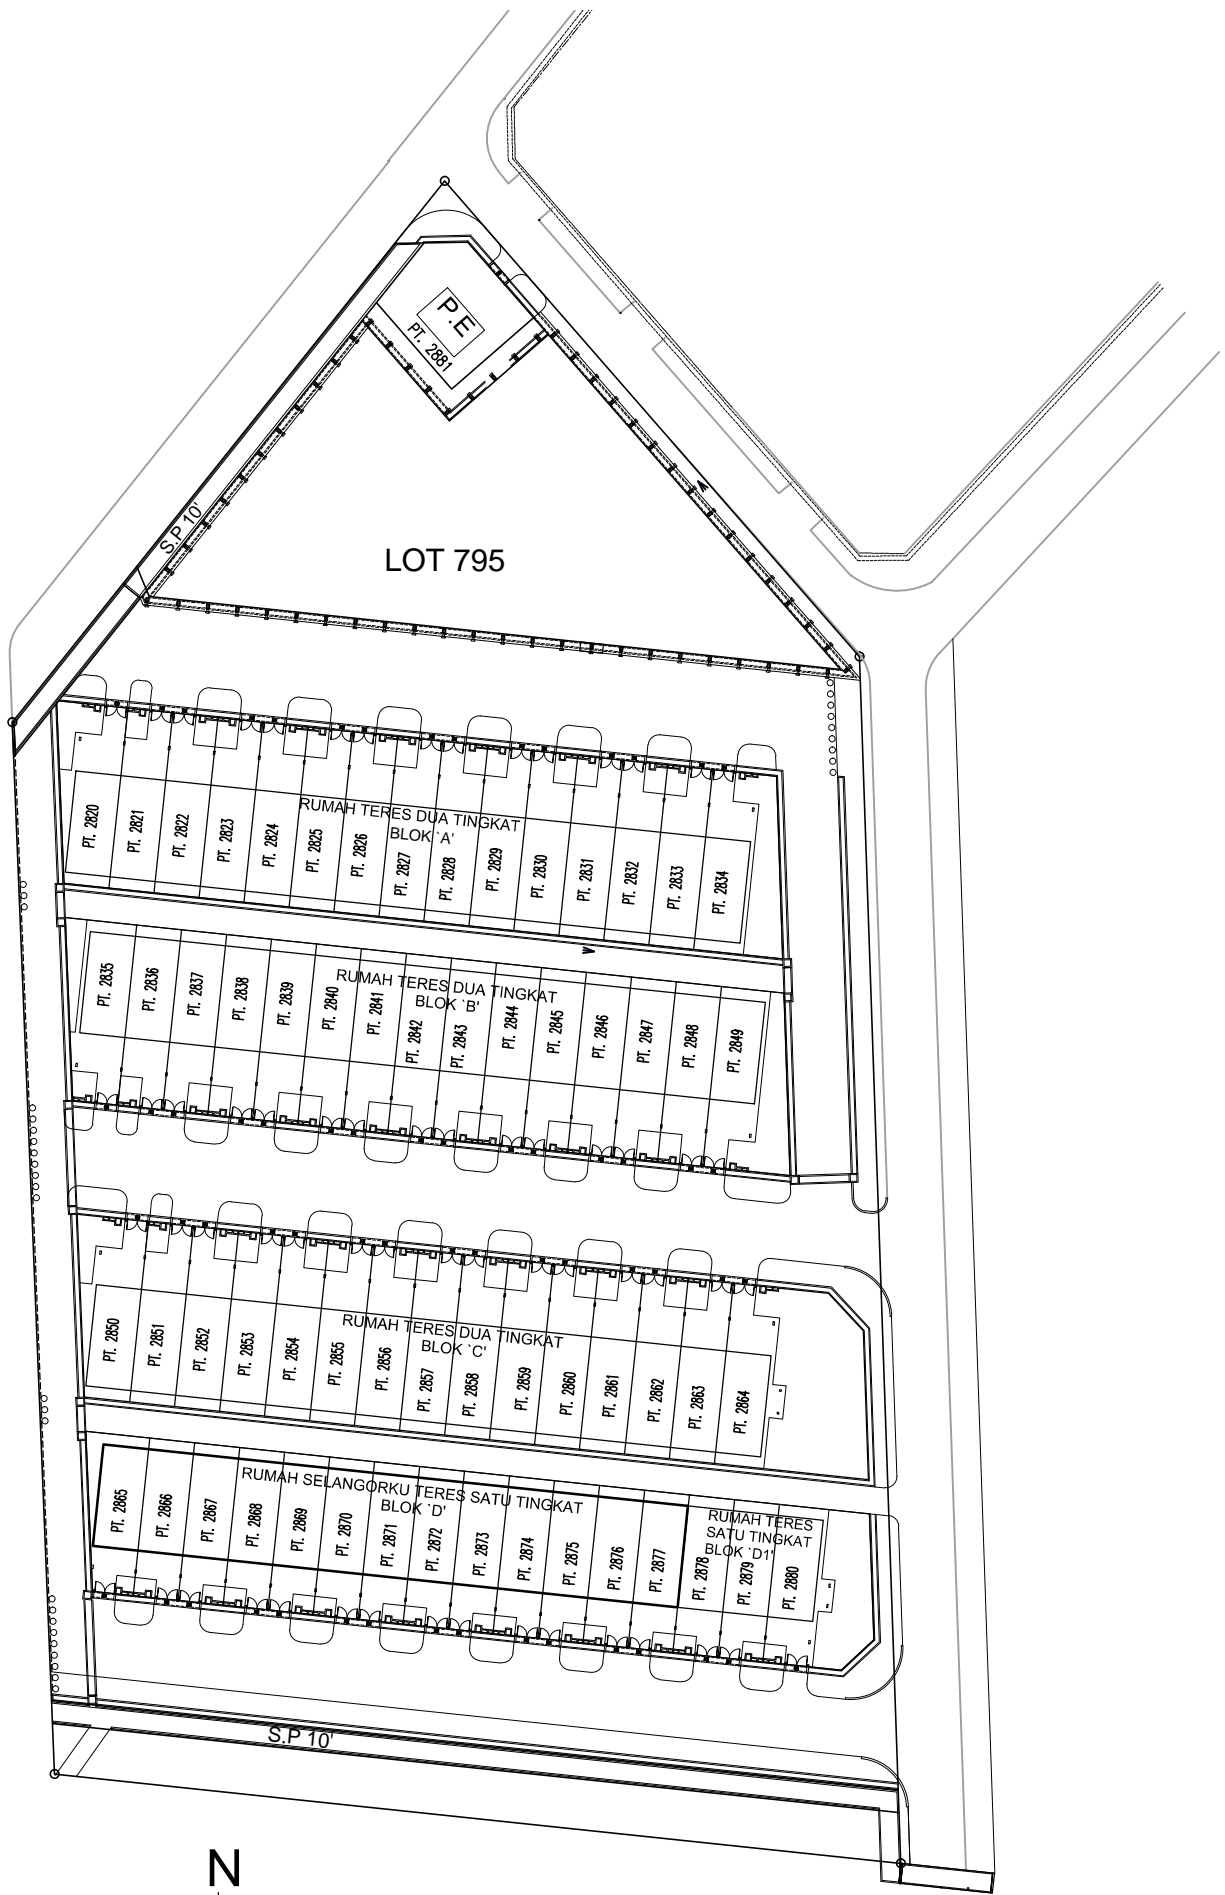 P.E
PT. 2881
S.P 10'
LOT 795
RUMAH TERES DUA TINGKAT
BLOK `A'
PT. 2820
PT. 2821
PT. 2822
PT. 2823
PT. 2824
PT. 2825
PT. 2826
PT. 2827
PT. 2828
PT. 2829
PT. 2830
PT. 2831
PT. 2832
PT. 2833
PT. 2834
RUMAH TERES DUA TINGKAT
BLOK `B'
PT. 2835
PT. 2836
PT. 2837
PT. 2838
PT. 2839
PT. 2840
PT. 2841
PT. 2842
PT. 2843
PT. 2844
PT. 2845
PT. 2846
PT. 2847
PT. 2848
PT. 2849
RUMAH TERES DUA TINGKAT
BLOK `C'
PT. 2850
PT. 2851
PT. 2852
PT. 2853
PT. 2854
PT. 2855
PT. 2856
PT. 2857
PT. 2858
PT. 2859
PT. 2860
PT. 2861
PT. 2862
PT. 2863
PT. 2864
RUMAH SELANGORKU TERES SATU TINGKAT
BLOK `D'
PT. 2865
PT. 2866
PT. 2867
PT. 2868
PT. 2869
PT. 2870
PT. 2871
PT. 2872
PT. 2873
PT. 2874
PT. 2875
PT. 2876
PT. 2877
RUMAH TERES
SATU TINGKAT
BLOK `D1'
PT. 2878
PT. 2879
PT. 2880
S.P 10'
N